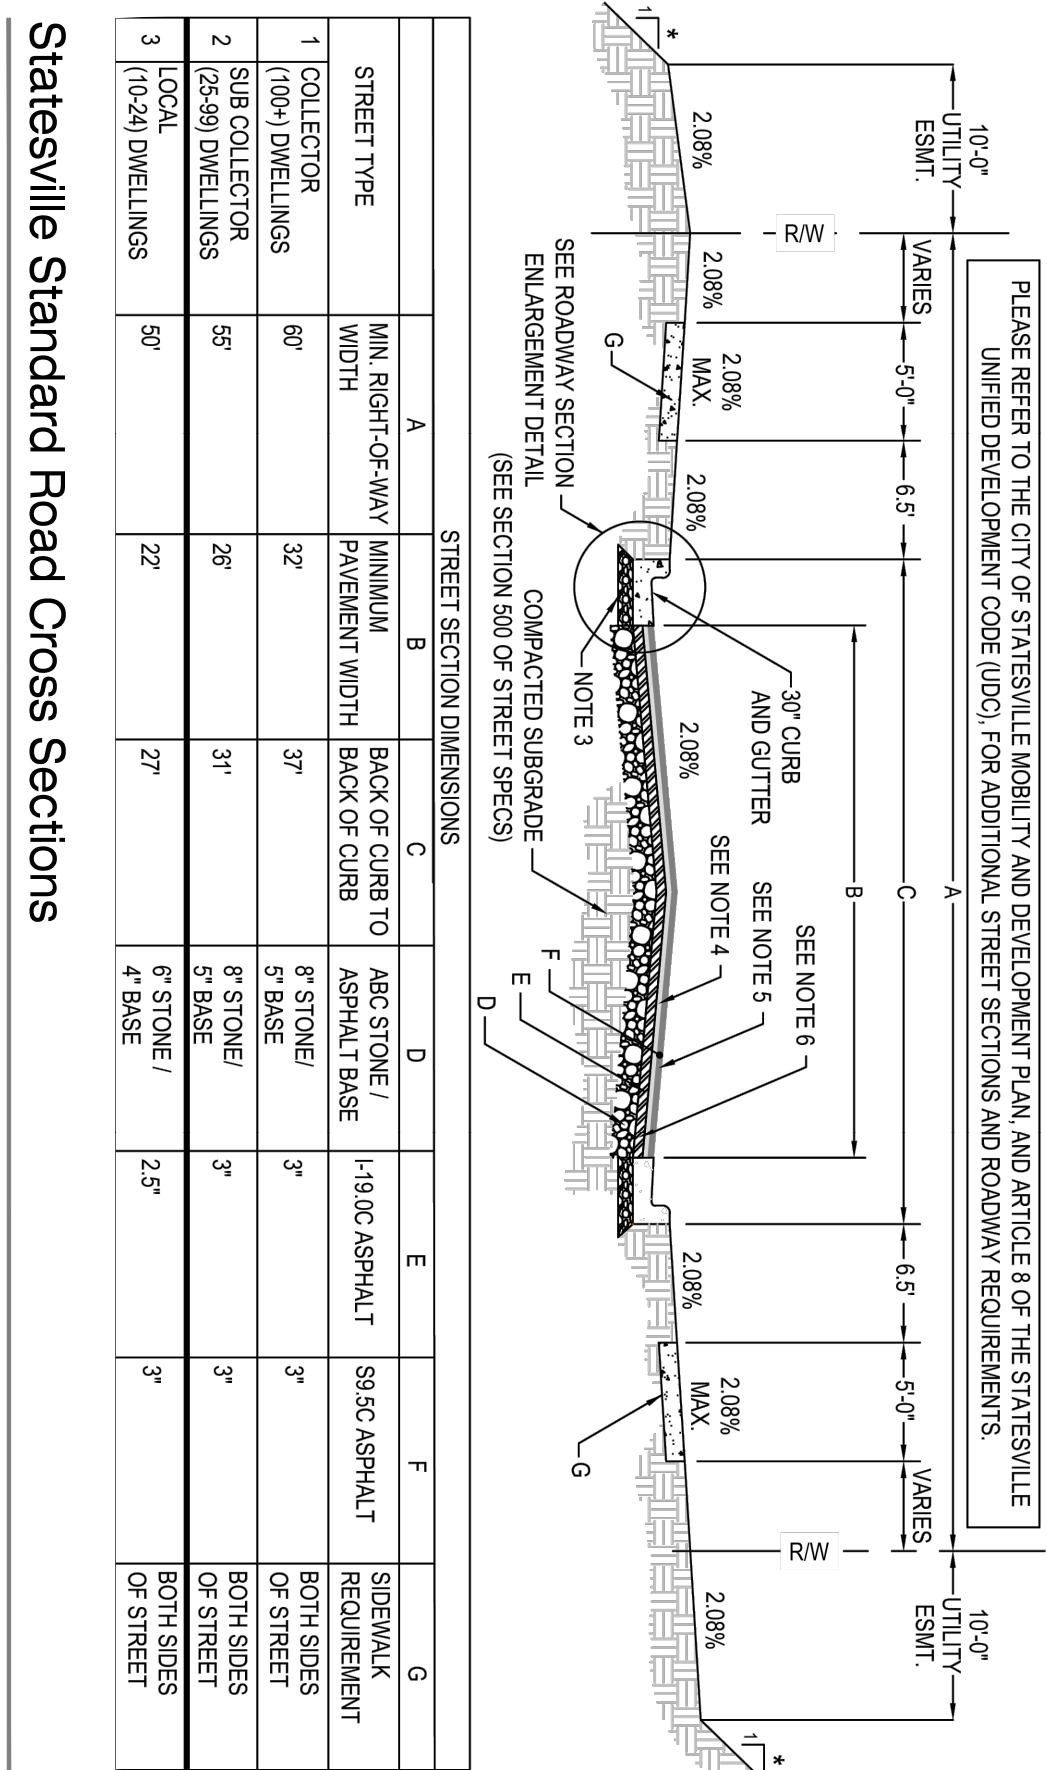 PLEASE REFER TO THE CITY OF STATESVILLE MOBILITY AND DEVELOPMENT PLAN, AND ARTICLE 8 OF THE STATESVILLE
UNIFIED DEVELOPMENT CODE (UDC), FOR ADDITIONAL STREET SECTIONS AND ROADWAY REQUIREMENTS.
10'-0"
UTILITY
ESMT.
A
10'-0"
UTILITY
ESMT.
VARIES
5'-0"
6.5'
C
6.5'
5'-0"
VARIES
R/W
B
R/W
30" CURB
AND GUTTER
SEE NOTE 6
SEE NOTE 5
SEE NOTE 4
2.08%
2.08%
2.08%
MAX.
2.08%
2.08%
2.08%
2.08%
MAX.
2.08%
1
*
1
*
G
G
SEE ROADWAY SECTION
ENLARGEMENT DETAIL
NOTE 3
COMPACTED SUBGRADE
(SEE SECTION 500 OF STREET SPECS)
F
E
D
STREET SECTION DIMENSIONS
A B C D E F G
STREET TYPE
MIN. RIGHT-OF-WAY
WIDTH
MINIMUM
PAVEMENT WIDTH
BACK OF CURB TO
BACK OF CURB
ABC STONE /
ASPHALT BASE
I-19.0C ASPHALT
S9.5C ASPHALT
SIDEWALK
REQUIREMENT
1
COLLECTOR
(100+) DWELLINGS
60'
32'
37'
8" STONE/
5" BASE
3"
3"
BOTH SIDES
OF STREET
2
SUB COLLECTOR
(25-99) DWELLINGS
55'
26'
31'
8" STONE/
5" BASE
3"
3"
BOTH SIDES
OF STREET
3
LOCAL
(10-24) DWELLINGS
50'
22'
27'
6" STONE /
4" BASE
2.5"
3"
BOTH SIDES
OF STREET
Statesville Standard Road Cross Sections